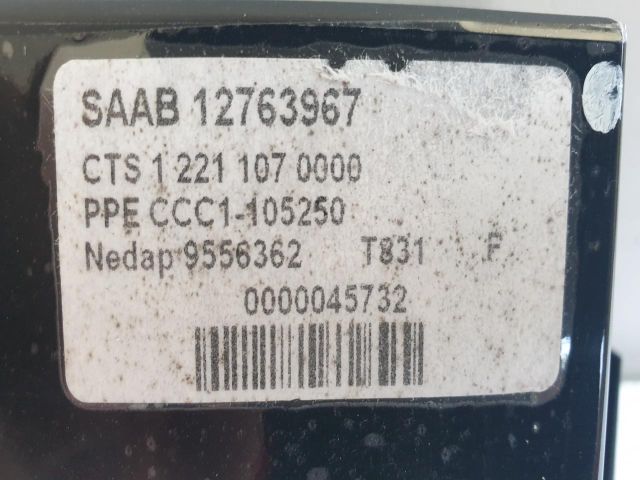 SAAB 12763967
CTS 1 221 107 0000
PPE CCC1-105250
Nedap 9556362 T831 F
0000045732